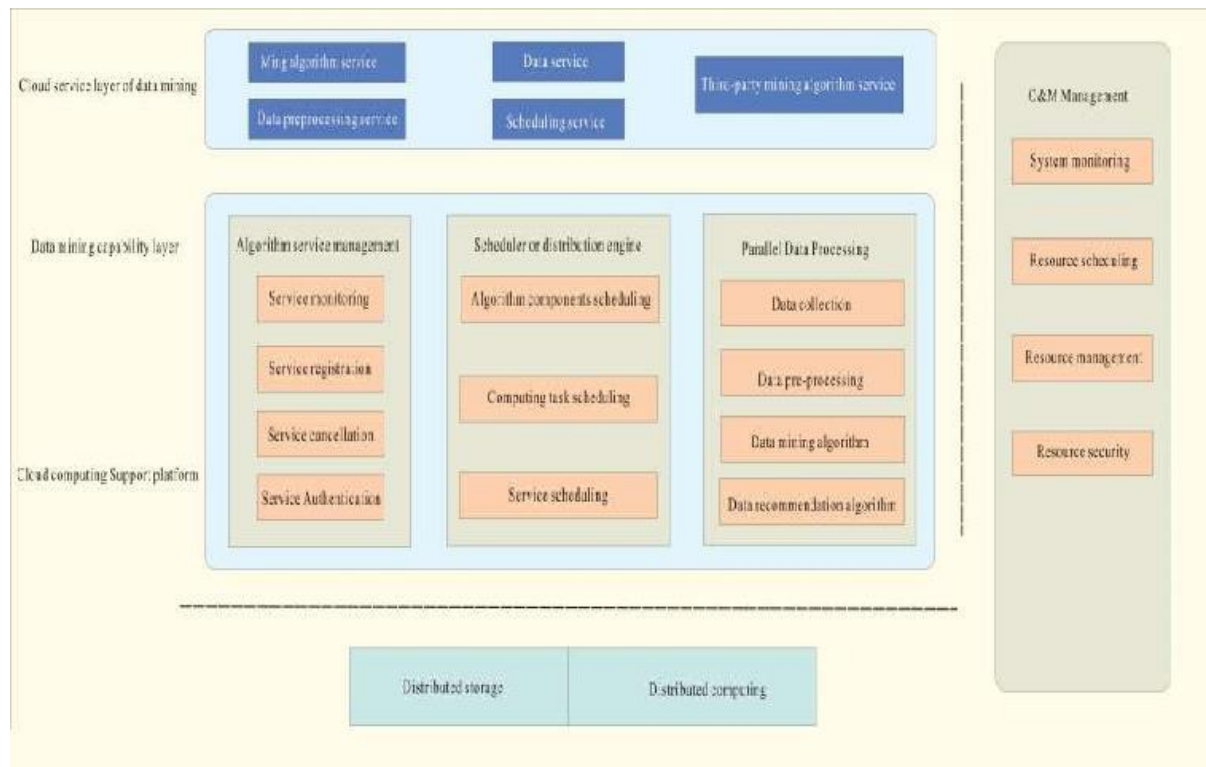 Cloud service layer of data mining
Ming algorithm service
Data service
Third-party mining algorithm service
Data preprocessing service
Scheduling service
Data mining capability layer
Algorithm service management
Service monitoring
Service registration
Service cancellation
Service Authentication
Scheduler or distribution engine
Algorithm components scheduling
Computing task scheduling
Service scheduling
Parallel Data Processing
Data collection
Data pre-processing
Data mining algorithm
Data recommendation algorithm
Cloud computing Support platform
Distributed storage
Distributed computing
C&M Management
System monitoring
Resource scheduling
Resource management
Resource security